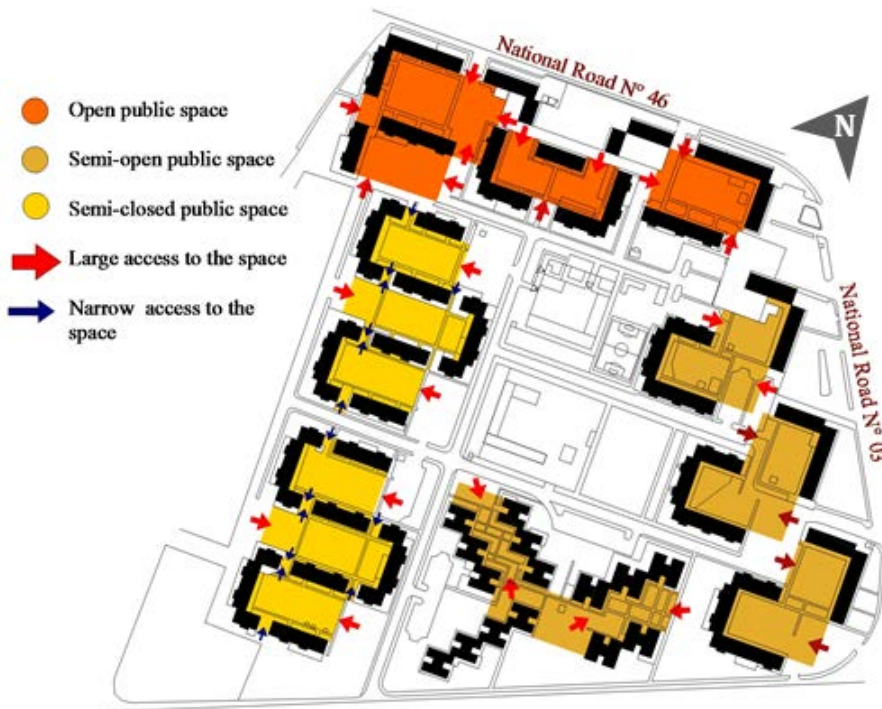 National Road N° 46
N
Open public space
Semi-open public space
Semi-closed public space
Large access to the space
Narrow access to the
space
National Road N° 03